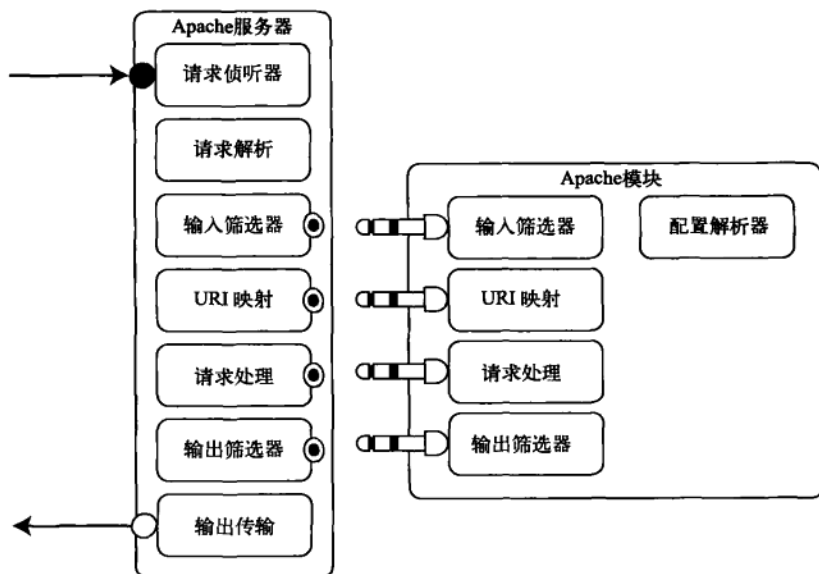 Apache服务器
请求侦听器
请求解析
输入筛选器
URI 映射
请求处理
输出筛选器
输出传输
Apache模块
输入筛选器
配置解析器
URI 映射
请求处理
输出筛选器